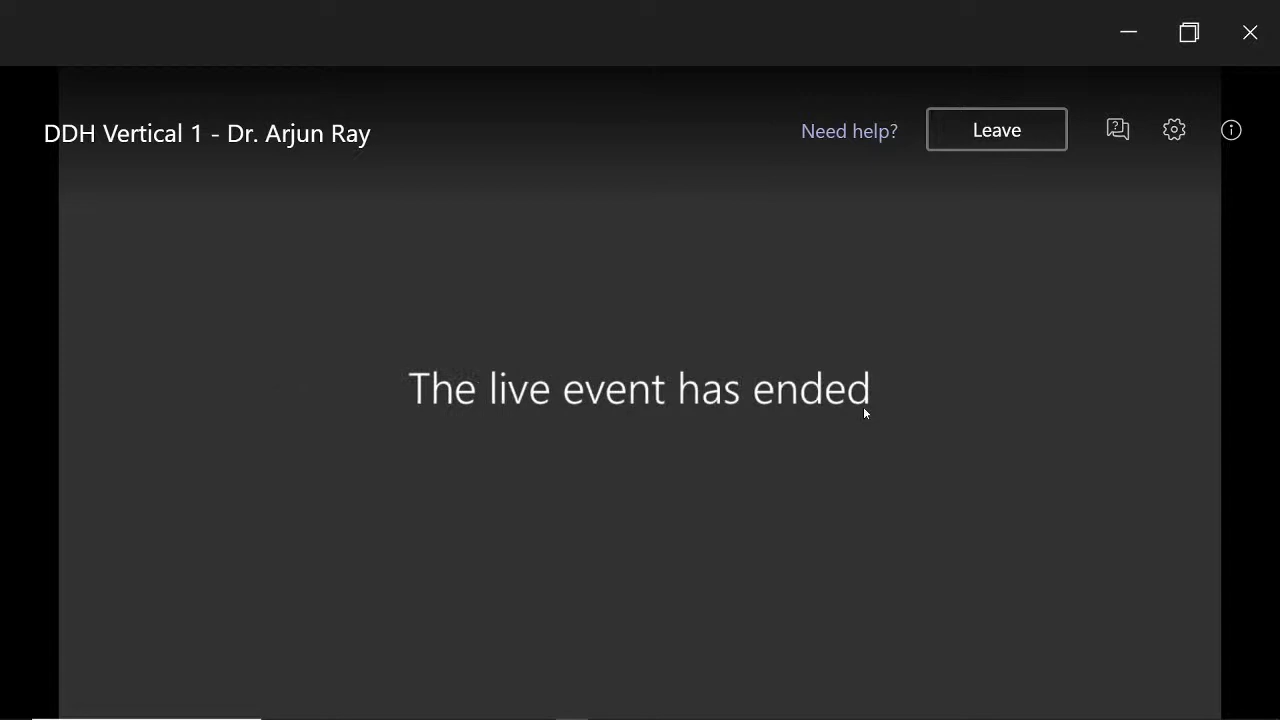 DDH Vertical 1 - Dr. Arjun Ray
Need help?
Leave
The live event has ended